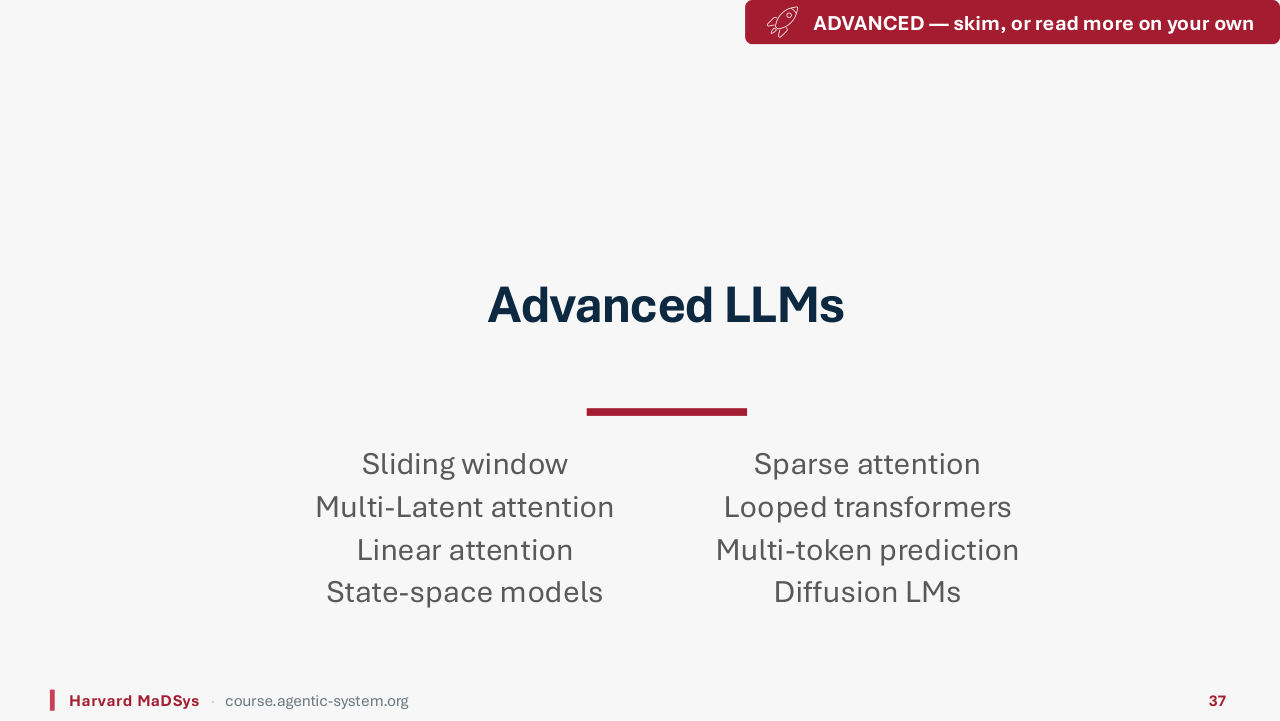 ADVANCED — skim, or read more on your own
Advanced LLMs
Sliding window
Multi-Latent attention
Linear attention
State-space models
Sparse attention
Looped transformers
Multi-token prediction
Diffusion LMs
Harvard MaDSys · course.agentic-system.org
37